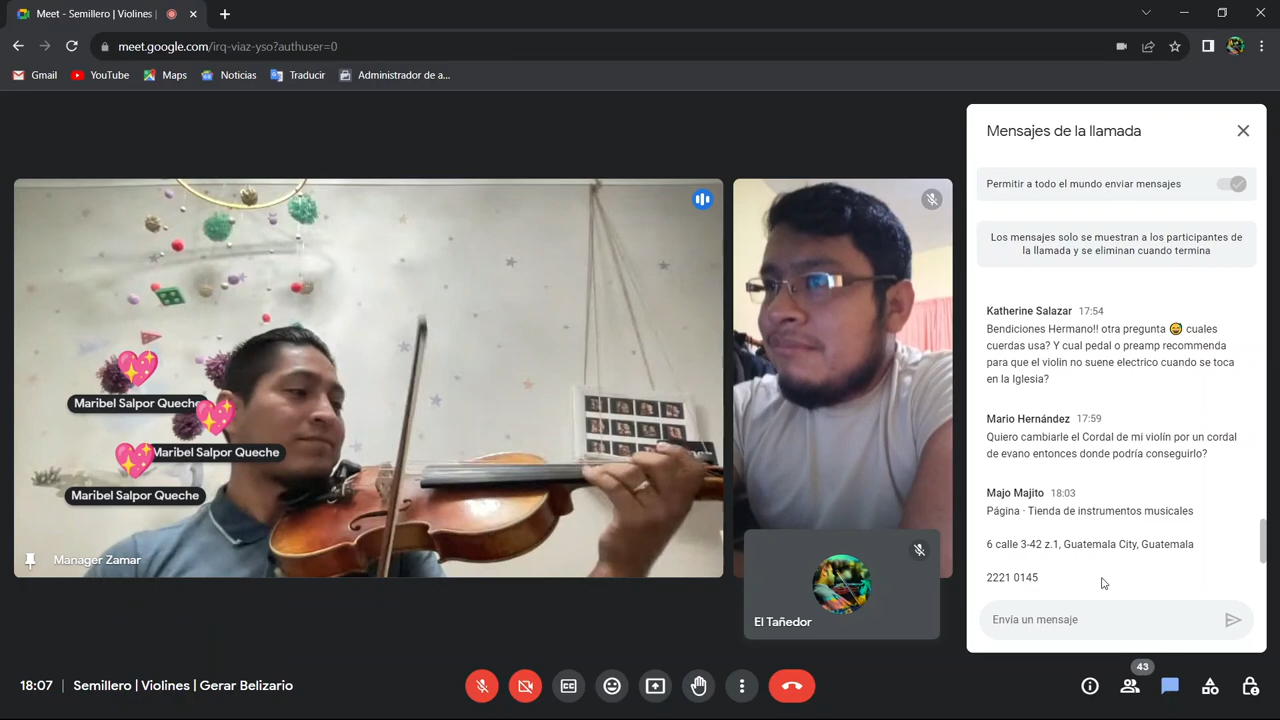 Meet - Semillero | Violines |
meet.google.com/irq-viaz-yso?authuser=0
Gmail
YouTube
Maps
Noticias
Traducir
Administrador de a...
Mensajes de la llamada
Permitir a todo el mundo enviar mensajes
Los mensajes solo se muestran a los participantes de
la llamada y se eliminan cuando termina
Katherine Salazar 17:54
Bendiciones Hermano!! otra pregunta 😅 cuales
cuerdas usa? Y cual pedal o preamp recomienda
para que el violin no suene electrico cuando se toca
en la Iglesia?
Mario Hernández 17:59
Quiero cambiarle el Cordal de mi violín por un cordal
de evano entonces donde podría conseguirlo?
Majo Majito 18:03
Página · Tienda de instrumentos musicales
6 calle 3-42 z.1, Guatemala City, Guatemala
2221 0145
Envía un mensaje
Maribel Salpor Queche
Maribel Salpor Queche
Maribel Salpor Queche
Manager Zamar
El Tañedor
18:07 | Semillero | Violines | Gerar Belizario
43